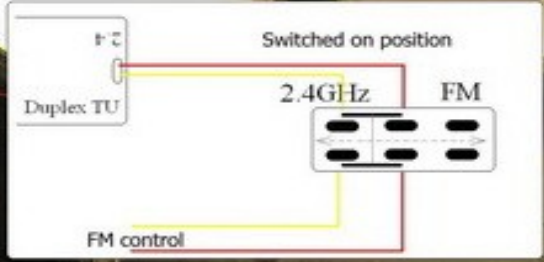 Switched on position
2.4GHz FM
Duplex TU
FM control